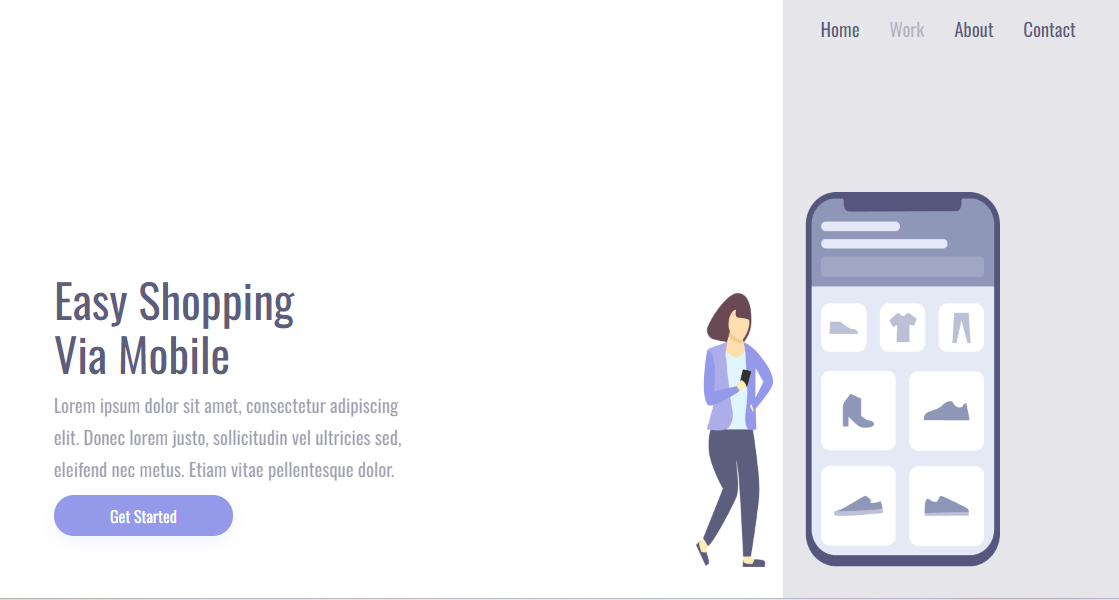 Home Work About Contact
Easy Shopping
Via Mobile
Lorem ipsum dolor sit amet, consectetur adipiscing
elit. Donec lorem justo, sollicitudin vel ultricies sed,
eleifend nec metus. Etiam vitae pellentesque dolor.
Get Started